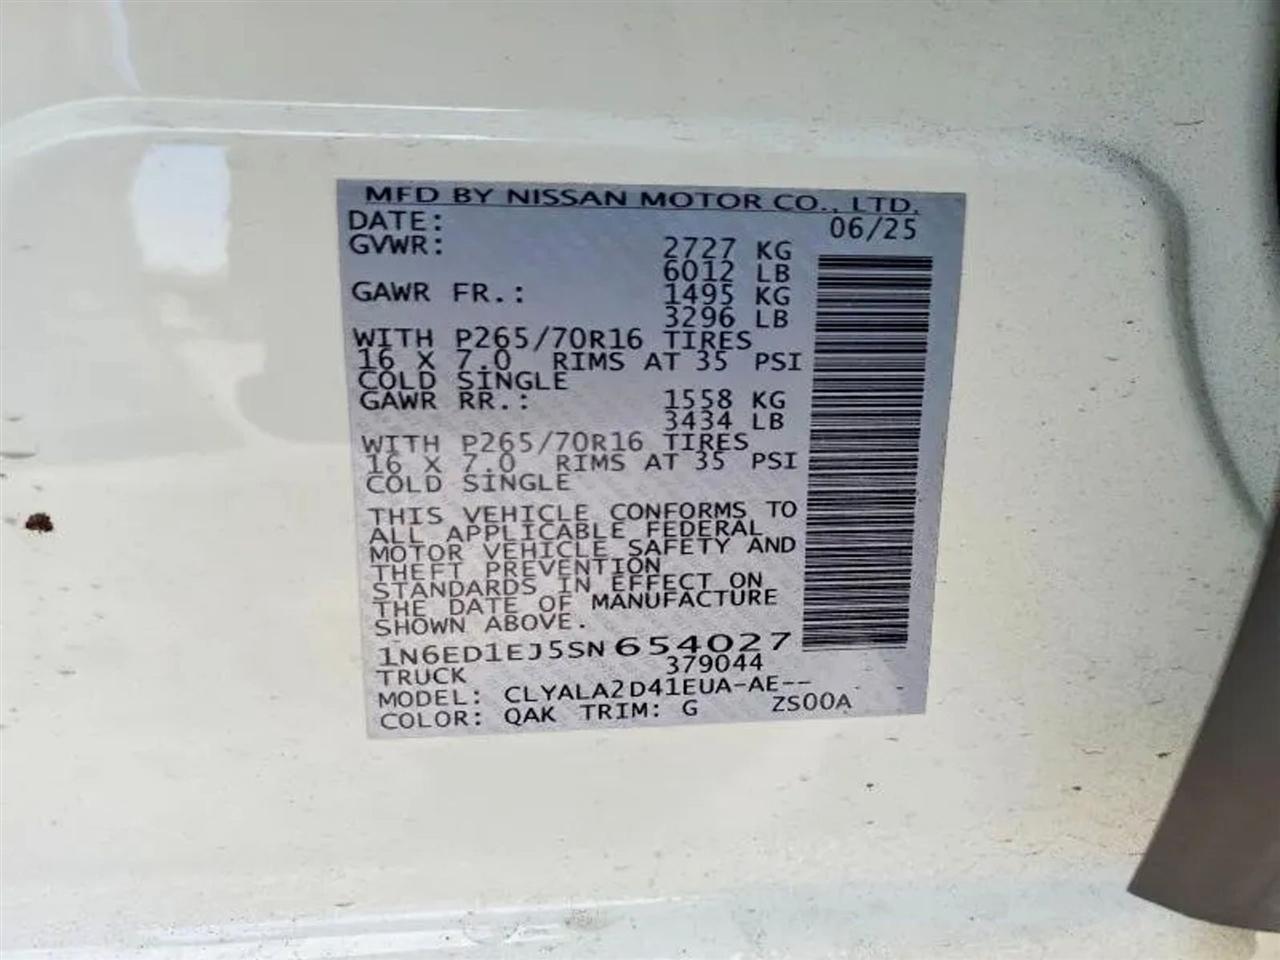 MFD BY NISSAN MOTOR CO., LTD.
DATE: 06/25
GVWR: 2727 KG
6012 LB
GAWR FR.: 1495 KG
3296 LB
WITH P265/70R16 TIRES
16 X 7.0 RIMS AT 35 PSI
COLD SINGLE
GAWR RR.: 1558 KG
3434 LB
WITH P265/70R16 TIRES
16 X 7.0 RIMS AT 35 PSI
COLD SINGLE
THIS VEHICLE CONFORMS TO
ALL APPLICABLE FEDERAL
MOTOR VEHICLE SAFETY AND
THEFT PREVENTION
STANDARDS IN EFFECT ON
THE DATE OF MANUFACTURE
SHOWN ABOVE.
1N6ED1EJ5SN654027
TRUCK 379044
MODEL: CLYALA2D41EUA-AE-- - -
COLOR: QAK TRIM: G ZS00A